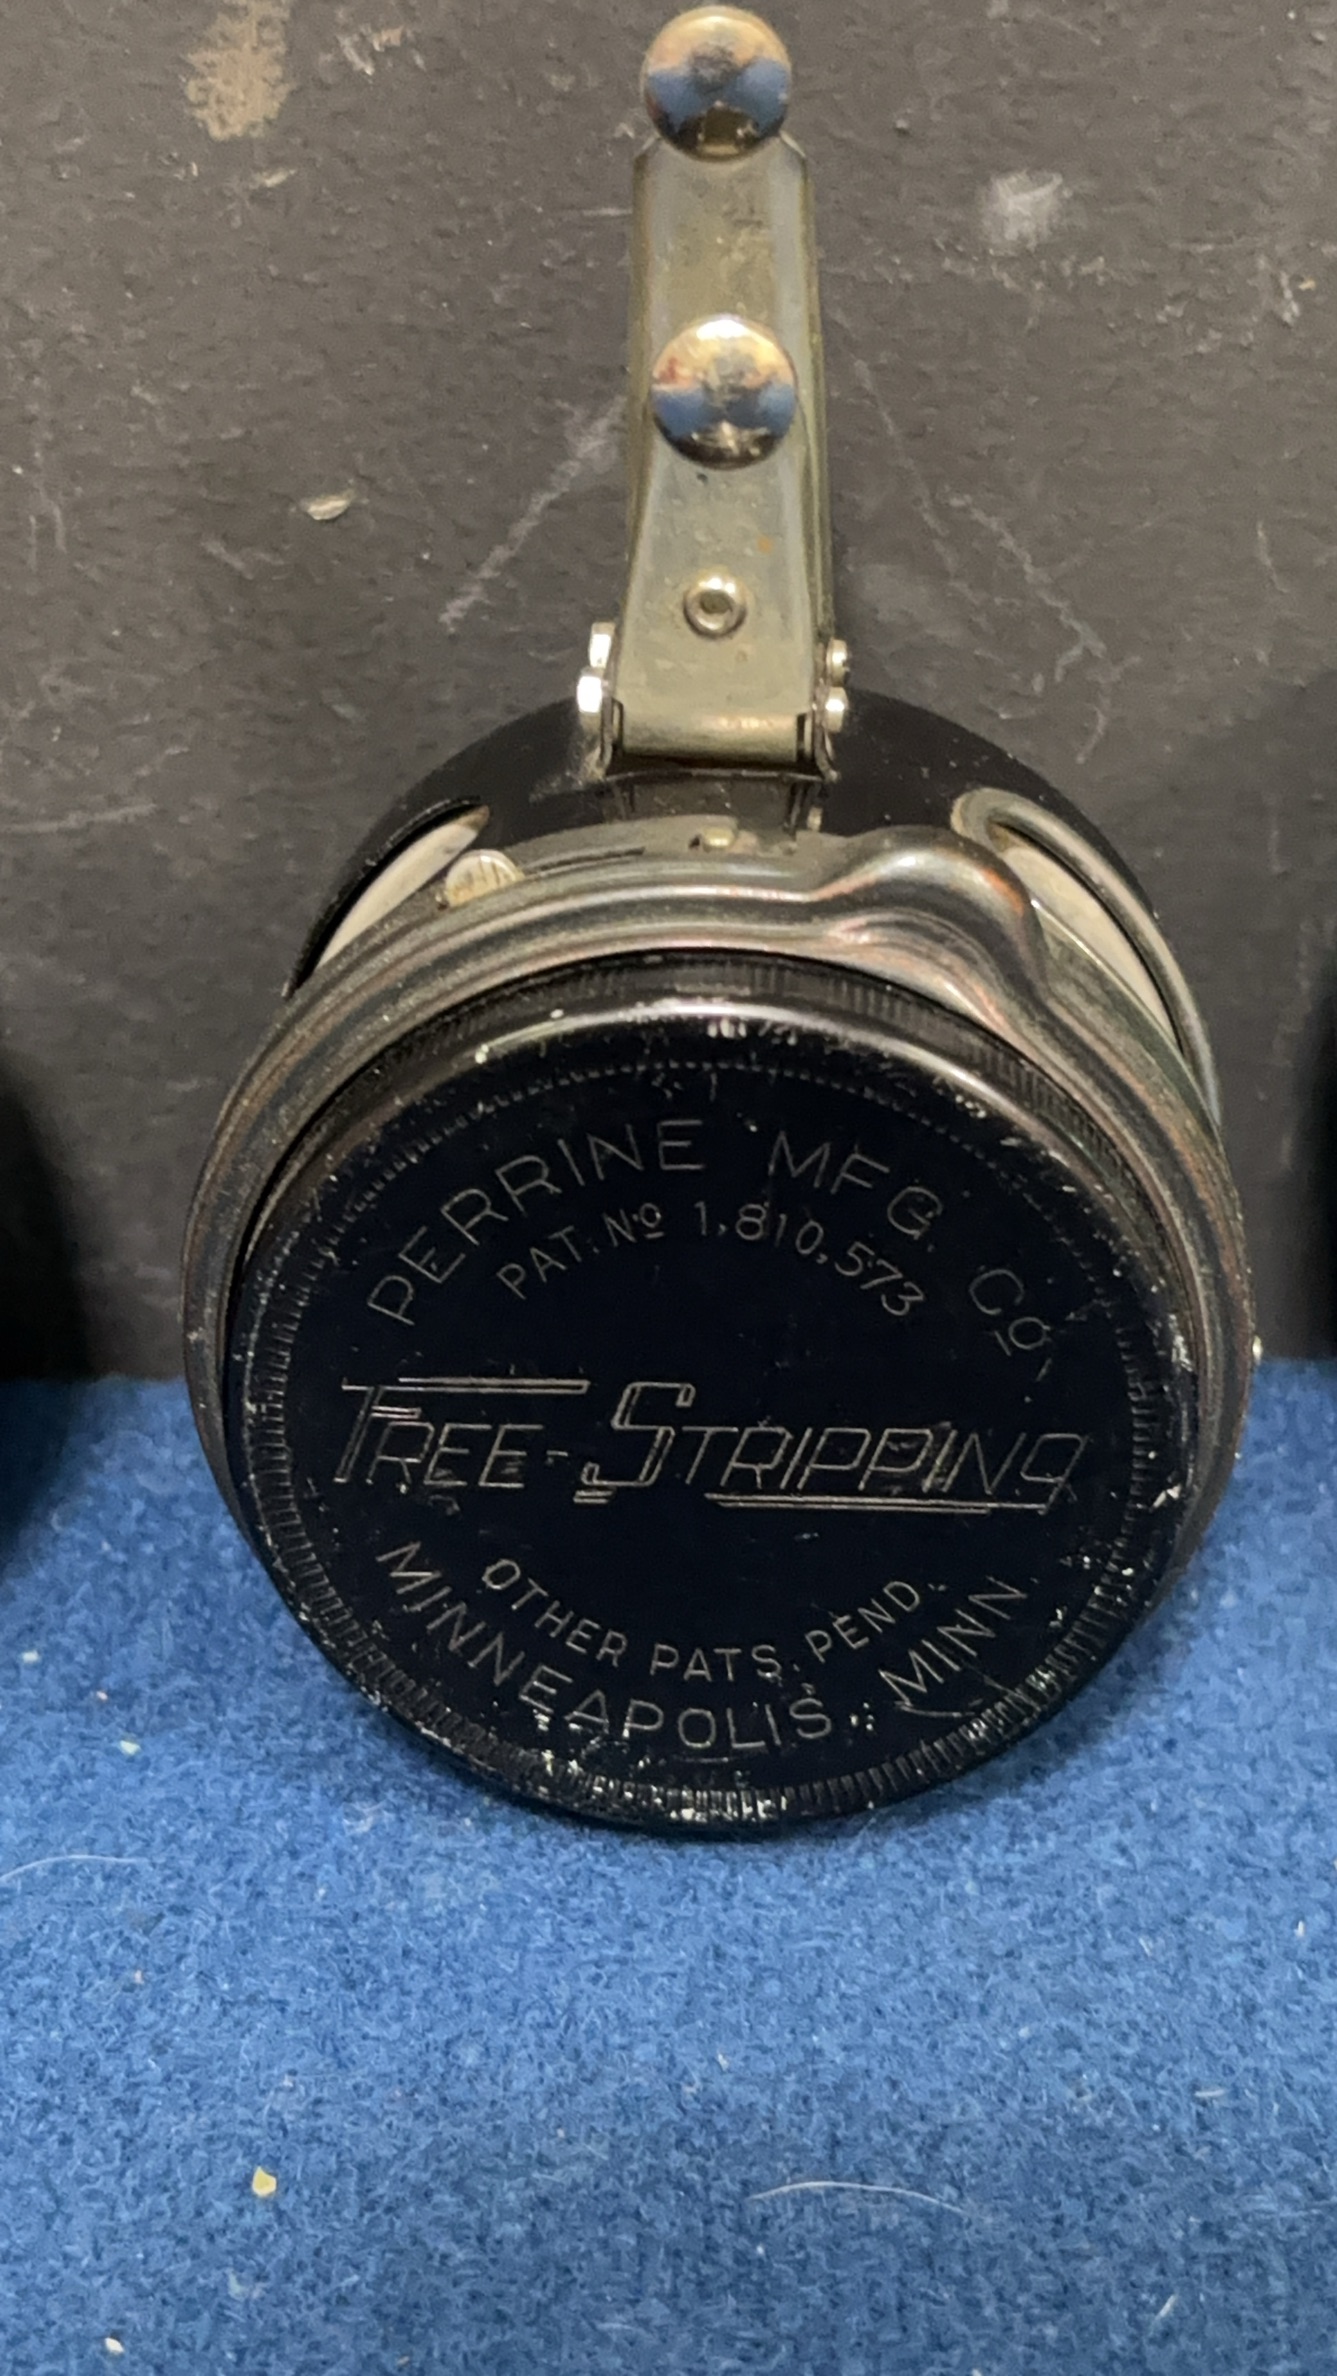 PERRINE MFG. CO.
PAT. No 1,810,573
FREE-STRIPPING
OTHER PATS. PEND.
MINNEAPOLIS, MINN